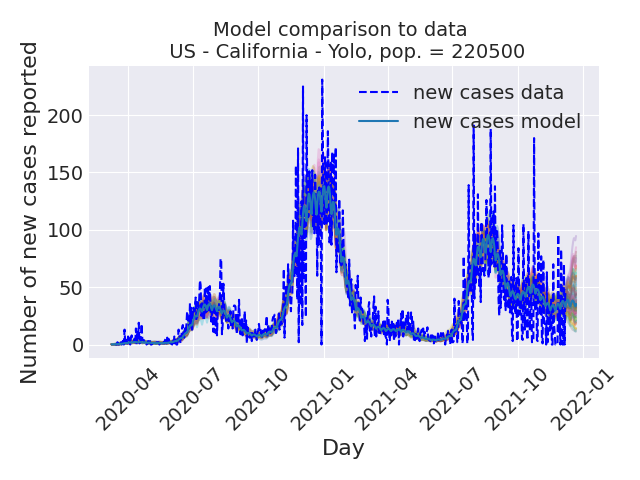 Model comparison to data
US - California - Yolo, pop. = 220500
Number of new cases reported
200
150
100
50
0
new cases data
new cases model
2020-04
2020-07
2020-10
2021-01
2021-04
2021-07
2021-10
2022-01
Day